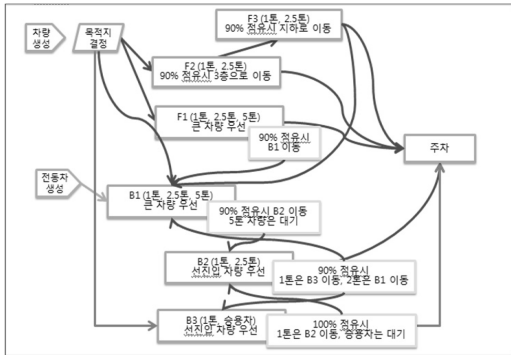 차량
생성
목적지
결정
F3 (1톤, 2.5톤)
90% 점유시 지하로 이동
F2 (1톤, 2.5톤)
90% 점유시 3층으로 이동
F1 (1톤, 2.5톤, 5톤)
큰 차량 우선
90% 점유시
B1 이동
주차
전동차
생성
B1 (1톤, 2.5톤, 5톤)
큰 차량 우선
90% 점유시 B2 이동
5톤 차량은 대기
B2 (1톤, 2.5톤)
선진입 차량 우선
90% 점유시
1톤은 B3 이동, 2톤은 B1 이동
B3 (1톤, 승용차)
선진입 차량 우선
100% 점유시
1톤은 B2 이동, 승용차는 대기